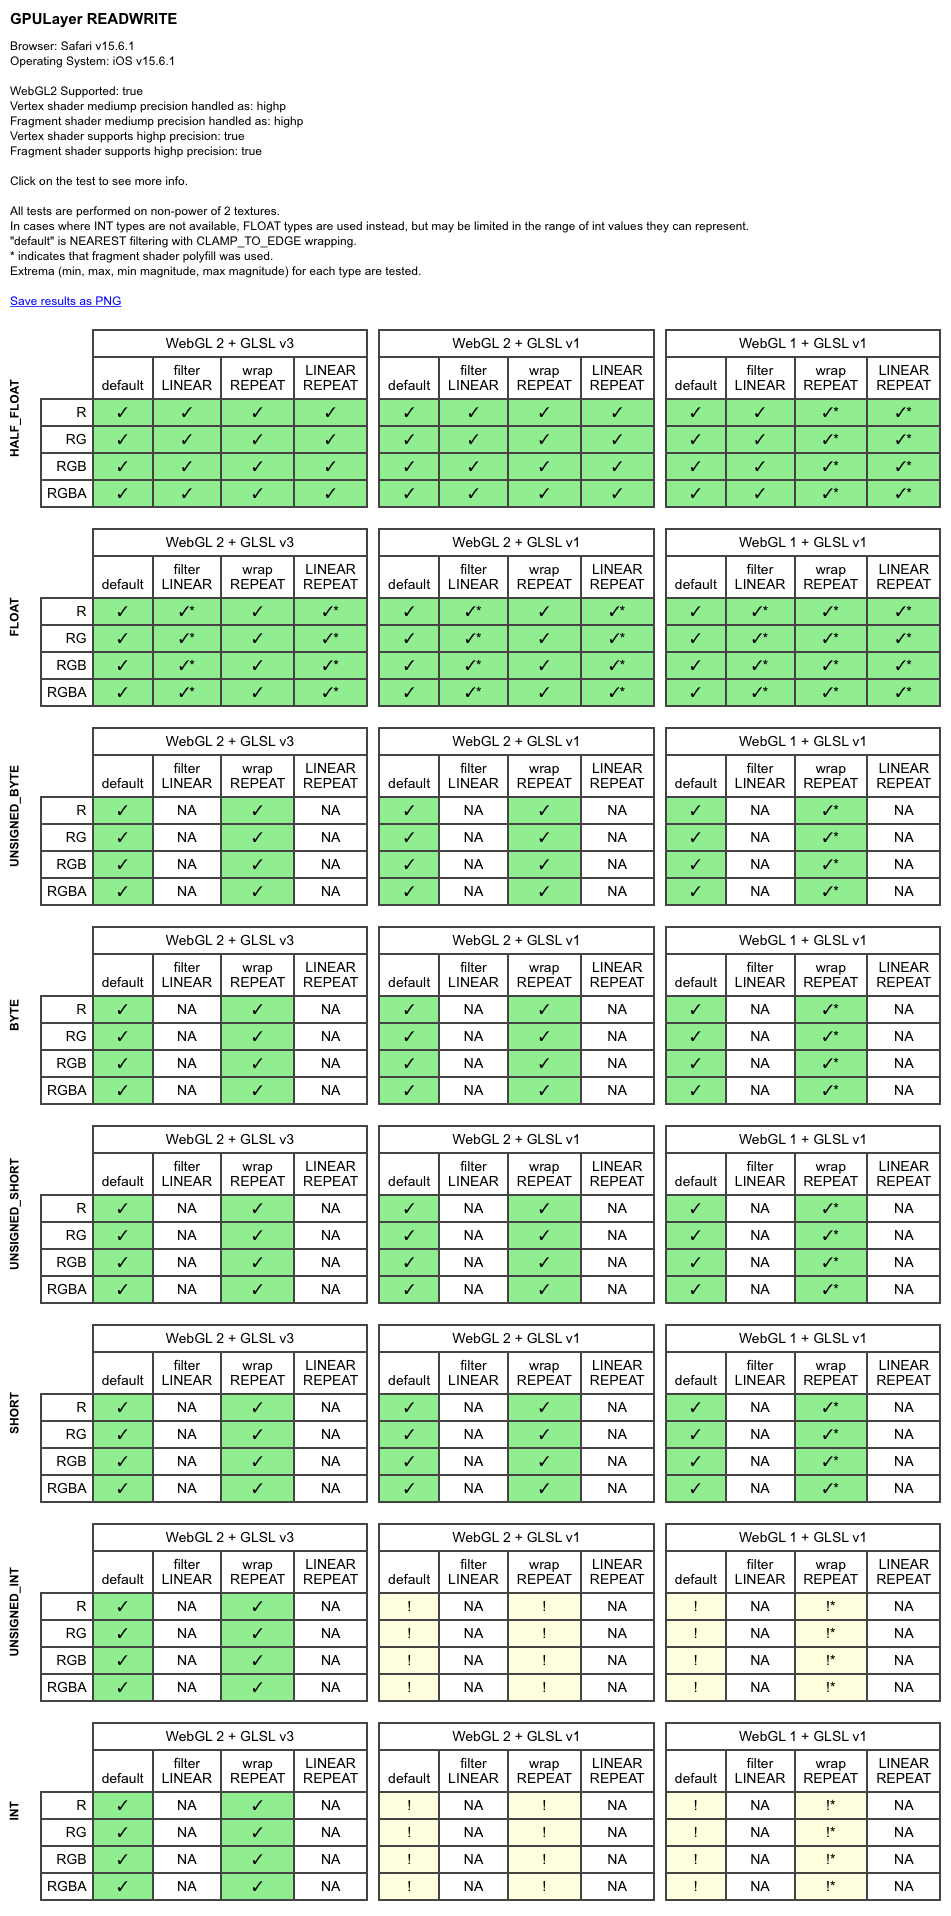 GPULayer READWRITE
Browser: Safari v15.6.1
Operating System: iOS v15.6.1
WebGL2 Supported: true
Vertex shader mediump precision handled as: highp
Fragment shader mediump precision handled as: highp
Vertex shader supports highp precision: true
Fragment shader supports highp precision: true
Click on the test to see more info.
All tests are performed on non-power of 2 textures.
In cases where INT types are not available, FLOAT types are used instead, but may be limited in the range of int values they can represent.
"default" is NEAREST filtering with CLAMP_TO_EDGE wrapping.
* indicates that fragment shader polyfill was used.
Extrema (min, max, min magnitude, max magnitude) for each type are tested.
Save results as PNG
HALF_FLOAT
WebGL 2 + GLSL v3 WebGL 2 + GLSL v1 WebGL 1 + GLSL v1
filter wrap LINEAR filter wrap LINEAR filter wrap LINEAR
default LINEAR REPEAT REPEAT default LINEAR REPEAT REPEAT default LINEAR REPEAT REPEAT
R ✓ ✓ ✓ ✓ ✓ ✓ ✓ ✓ ✓ ✓ ✓* ✓*
RG ✓ ✓ ✓ ✓ ✓ ✓ ✓ ✓ ✓ ✓ ✓* ✓*
RGB ✓ ✓ ✓ ✓ ✓ ✓ ✓ ✓ ✓ ✓ ✓* ✓*
RGBA ✓ ✓ ✓ ✓ ✓ ✓ ✓ ✓ ✓ ✓ ✓* ✓*
FLOAT
WebGL 2 + GLSL v3 WebGL 2 + GLSL v1 WebGL 1 + GLSL v1
filter wrap LINEAR filter wrap LINEAR filter wrap LINEAR
default LINEAR REPEAT REPEAT default LINEAR REPEAT REPEAT default LINEAR REPEAT REPEAT
R ✓ ✓* ✓ ✓* ✓ ✓* ✓ ✓* ✓ ✓* ✓* ✓*
RG ✓ ✓* ✓ ✓* ✓ ✓* ✓ ✓* ✓ ✓* ✓* ✓*
RGB ✓ ✓* ✓ ✓* ✓ ✓* ✓ ✓* ✓ ✓* ✓* ✓*
RGBA ✓ ✓* ✓ ✓* ✓ ✓* ✓ ✓* ✓ ✓* ✓* ✓*
UNSIGNED_BYTE
WebGL 2 + GLSL v3 WebGL 2 + GLSL v1 WebGL 1 + GLSL v1
filter wrap LINEAR filter wrap LINEAR filter wrap LINEAR
default LINEAR REPEAT REPEAT default LINEAR REPEAT REPEAT default LINEAR REPEAT REPEAT
R ✓ NA ✓ NA ✓ NA ✓ NA ✓ NA ✓* NA
RG ✓ NA ✓ NA ✓ NA ✓ NA ✓ NA ✓* NA
RGB ✓ NA ✓ NA ✓ NA ✓ NA ✓ NA ✓* NA
RGBA ✓ NA ✓ NA ✓ NA ✓ NA ✓ NA ✓* NA
BYTE
WebGL 2 + GLSL v3 WebGL 2 + GLSL v1 WebGL 1 + GLSL v1
filter wrap LINEAR filter wrap LINEAR filter wrap LINEAR
default LINEAR REPEAT REPEAT default LINEAR REPEAT REPEAT default LINEAR REPEAT REPEAT
R ✓ NA ✓ NA ✓ NA ✓ NA ✓ NA ✓* NA
RG ✓ NA ✓ NA ✓ NA ✓ NA ✓ NA ✓* NA
RGB ✓ NA ✓ NA ✓ NA ✓ NA ✓ NA ✓* NA
RGBA ✓ NA ✓ NA ✓ NA ✓ NA ✓ NA ✓* NA
UNSIGNED_SHORT
WebGL 2 + GLSL v3 WebGL 2 + GLSL v1 WebGL 1 + GLSL v1
filter wrap LINEAR filter wrap LINEAR filter wrap LINEAR
default LINEAR REPEAT REPEAT default LINEAR REPEAT REPEAT default LINEAR REPEAT REPEAT
R ✓ NA ✓ NA ✓ NA ✓ NA ✓ NA ✓* NA
RG ✓ NA ✓ NA ✓ NA ✓ NA ✓ NA ✓* NA
RGB ✓ NA ✓ NA ✓ NA ✓ NA ✓ NA ✓* NA
RGBA ✓ NA ✓ NA ✓ NA ✓ NA ✓ NA ✓* NA
SHORT
WebGL 2 + GLSL v3 WebGL 2 + GLSL v1 WebGL 1 + GLSL v1
filter wrap LINEAR filter wrap LINEAR filter wrap LINEAR
default LINEAR REPEAT REPEAT default LINEAR REPEAT REPEAT default LINEAR REPEAT REPEAT
R ✓ NA ✓ NA ✓ NA ✓ NA ✓ NA ✓* NA
RG ✓ NA ✓ NA ✓ NA ✓ NA ✓ NA ✓* NA
RGB ✓ NA ✓ NA ✓ NA ✓ NA ✓ NA ✓* NA
RGBA ✓ NA ✓ NA ✓ NA ✓ NA ✓ NA ✓* NA
UNSIGNED_INT
WebGL 2 + GLSL v3 WebGL 2 + GLSL v1 WebGL 1 + GLSL v1
filter wrap LINEAR filter wrap LINEAR filter wrap LINEAR
default LINEAR REPEAT REPEAT default LINEAR REPEAT REPEAT default LINEAR REPEAT REPEAT
R ✓ NA ✓ NA ! NA ! NA ! NA !* NA
RG ✓ NA ✓ NA ! NA ! NA ! NA !* NA
RGB ✓ NA ✓ NA ! NA ! NA ! NA !* NA
RGBA ✓ NA ✓ NA ! NA ! NA ! NA !* NA
INT
WebGL 2 + GLSL v3 WebGL 2 + GLSL v1 WebGL 1 + GLSL v1
filter wrap LINEAR filter wrap LINEAR filter wrap LINEAR
default LINEAR REPEAT REPEAT default LINEAR REPEAT REPEAT default LINEAR REPEAT REPEAT
R ✓ NA ✓ NA ! NA ! NA ! NA !* NA
RG ✓ NA ✓ NA ! NA ! NA ! NA !* NA
RGB ✓ NA ✓ NA ! NA ! NA ! NA !* NA
RGBA ✓ NA ✓ NA ! NA ! NA ! NA !* NA